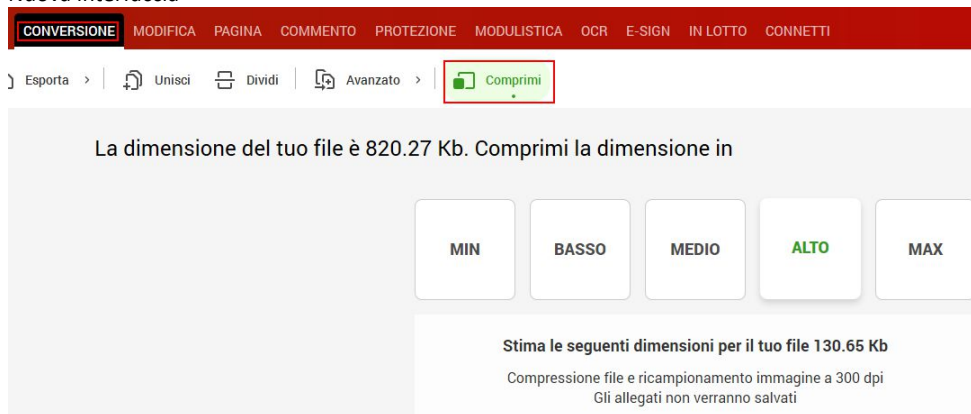 CONVERSIONE MODIFICA PAGINA COMMENTO PROTEZIONE MODULISTICA OCR E-SIGN IN LOTTO CONNETTI
Esporta > Unisci Dividi Avanzato > Comprimi
La dimensione del tuo file è 820.27 Kb. Comprimi la dimensione in
MIN BASSO MEDIO ALTO MAX
Stima le seguenti dimensioni per il tuo file 130.65 Kb
Compressione file e ricampionamento immagine a 300 dpi
Gli allegati non verranno salvati